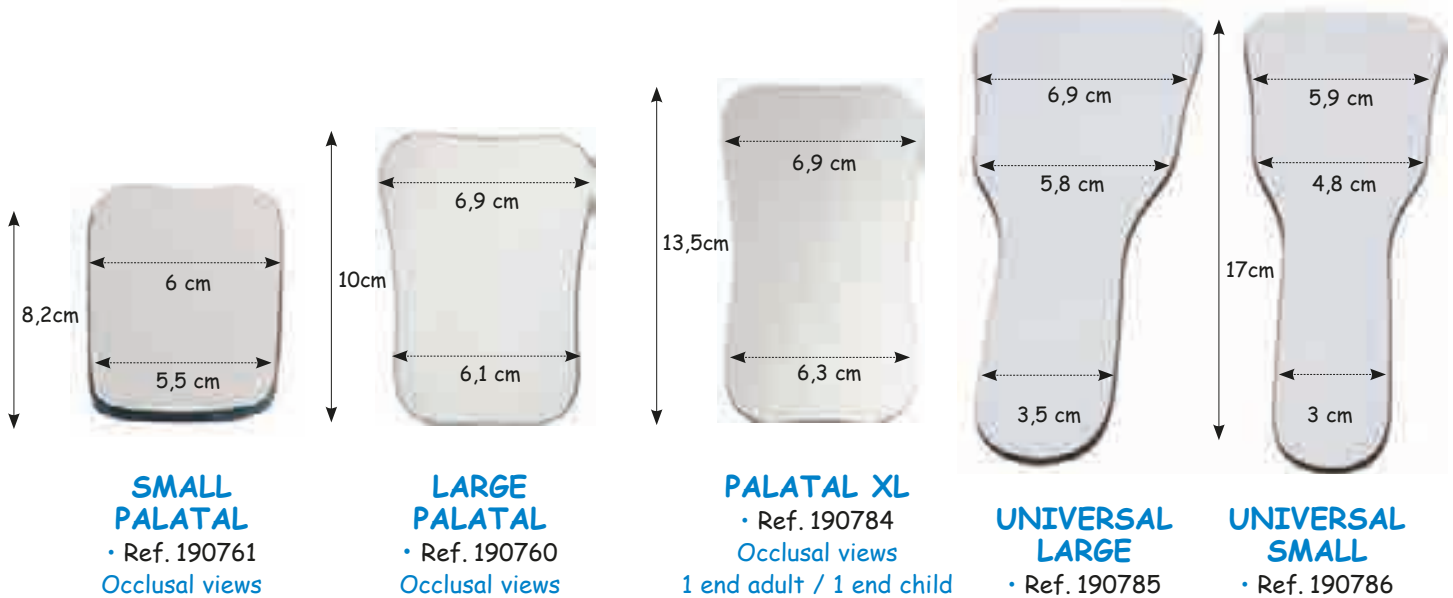 8,2cm
6 cm
5,5 cm
SMALL
PALATAL
• Ref. 190761
Occlusal views
10cm
6,9 cm
6,1 cm
LARGE
PALATAL
• Ref. 190760
Occlusal views
13,5cm
6,9 cm
6,3 cm
PALATAL XL
• Ref. 190784
Occlusal views
1 end adult / 1 end child
6,9 cm
5,8 cm
3,5 cm
UNIVERSAL
LARGE
• Ref. 190785
17cm
5,9 cm
4,8 cm
3 cm
UNIVERSAL
SMALL
• Ref. 190786